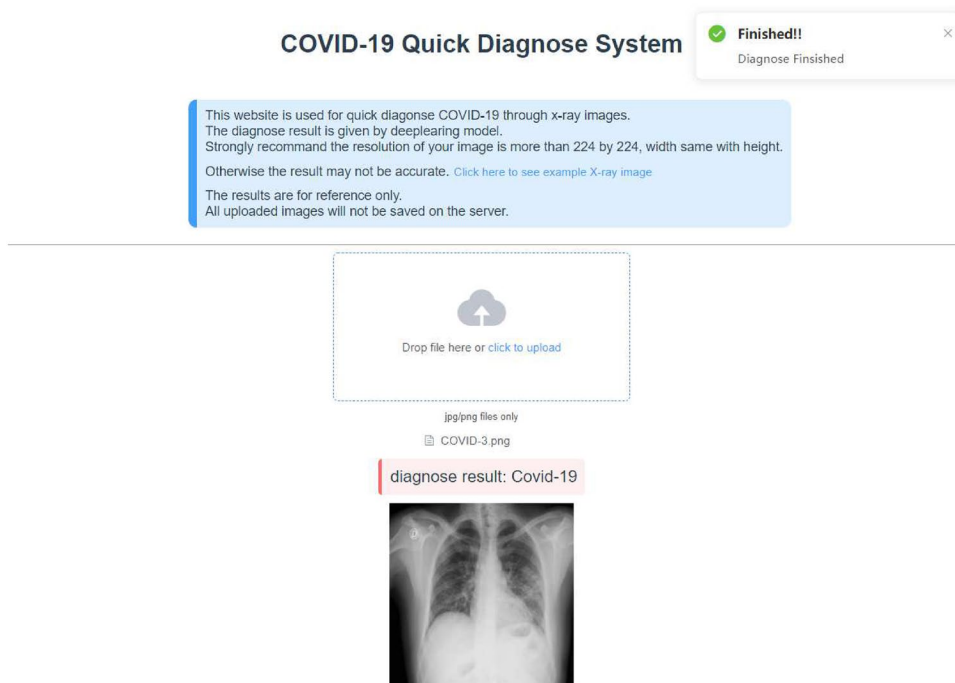 COVID-19 Quick Diagnose System
Finished!!
Diagnose Finsished
This website is used for quick diagonse COVID-19 through x-ray images.
The diagnose result is given by deeplearing model.
Strongly recommand the resolution of your image is more than 224 by 224, width same with height.
Otherwise the result may not be accurate. Click here to see example X-ray image
The results are for reference only.
All uploaded images will not be saved on the server.
Drop file here or click to upload
jpg/png files only
COVID-3.png
diagnose result: Covid-19